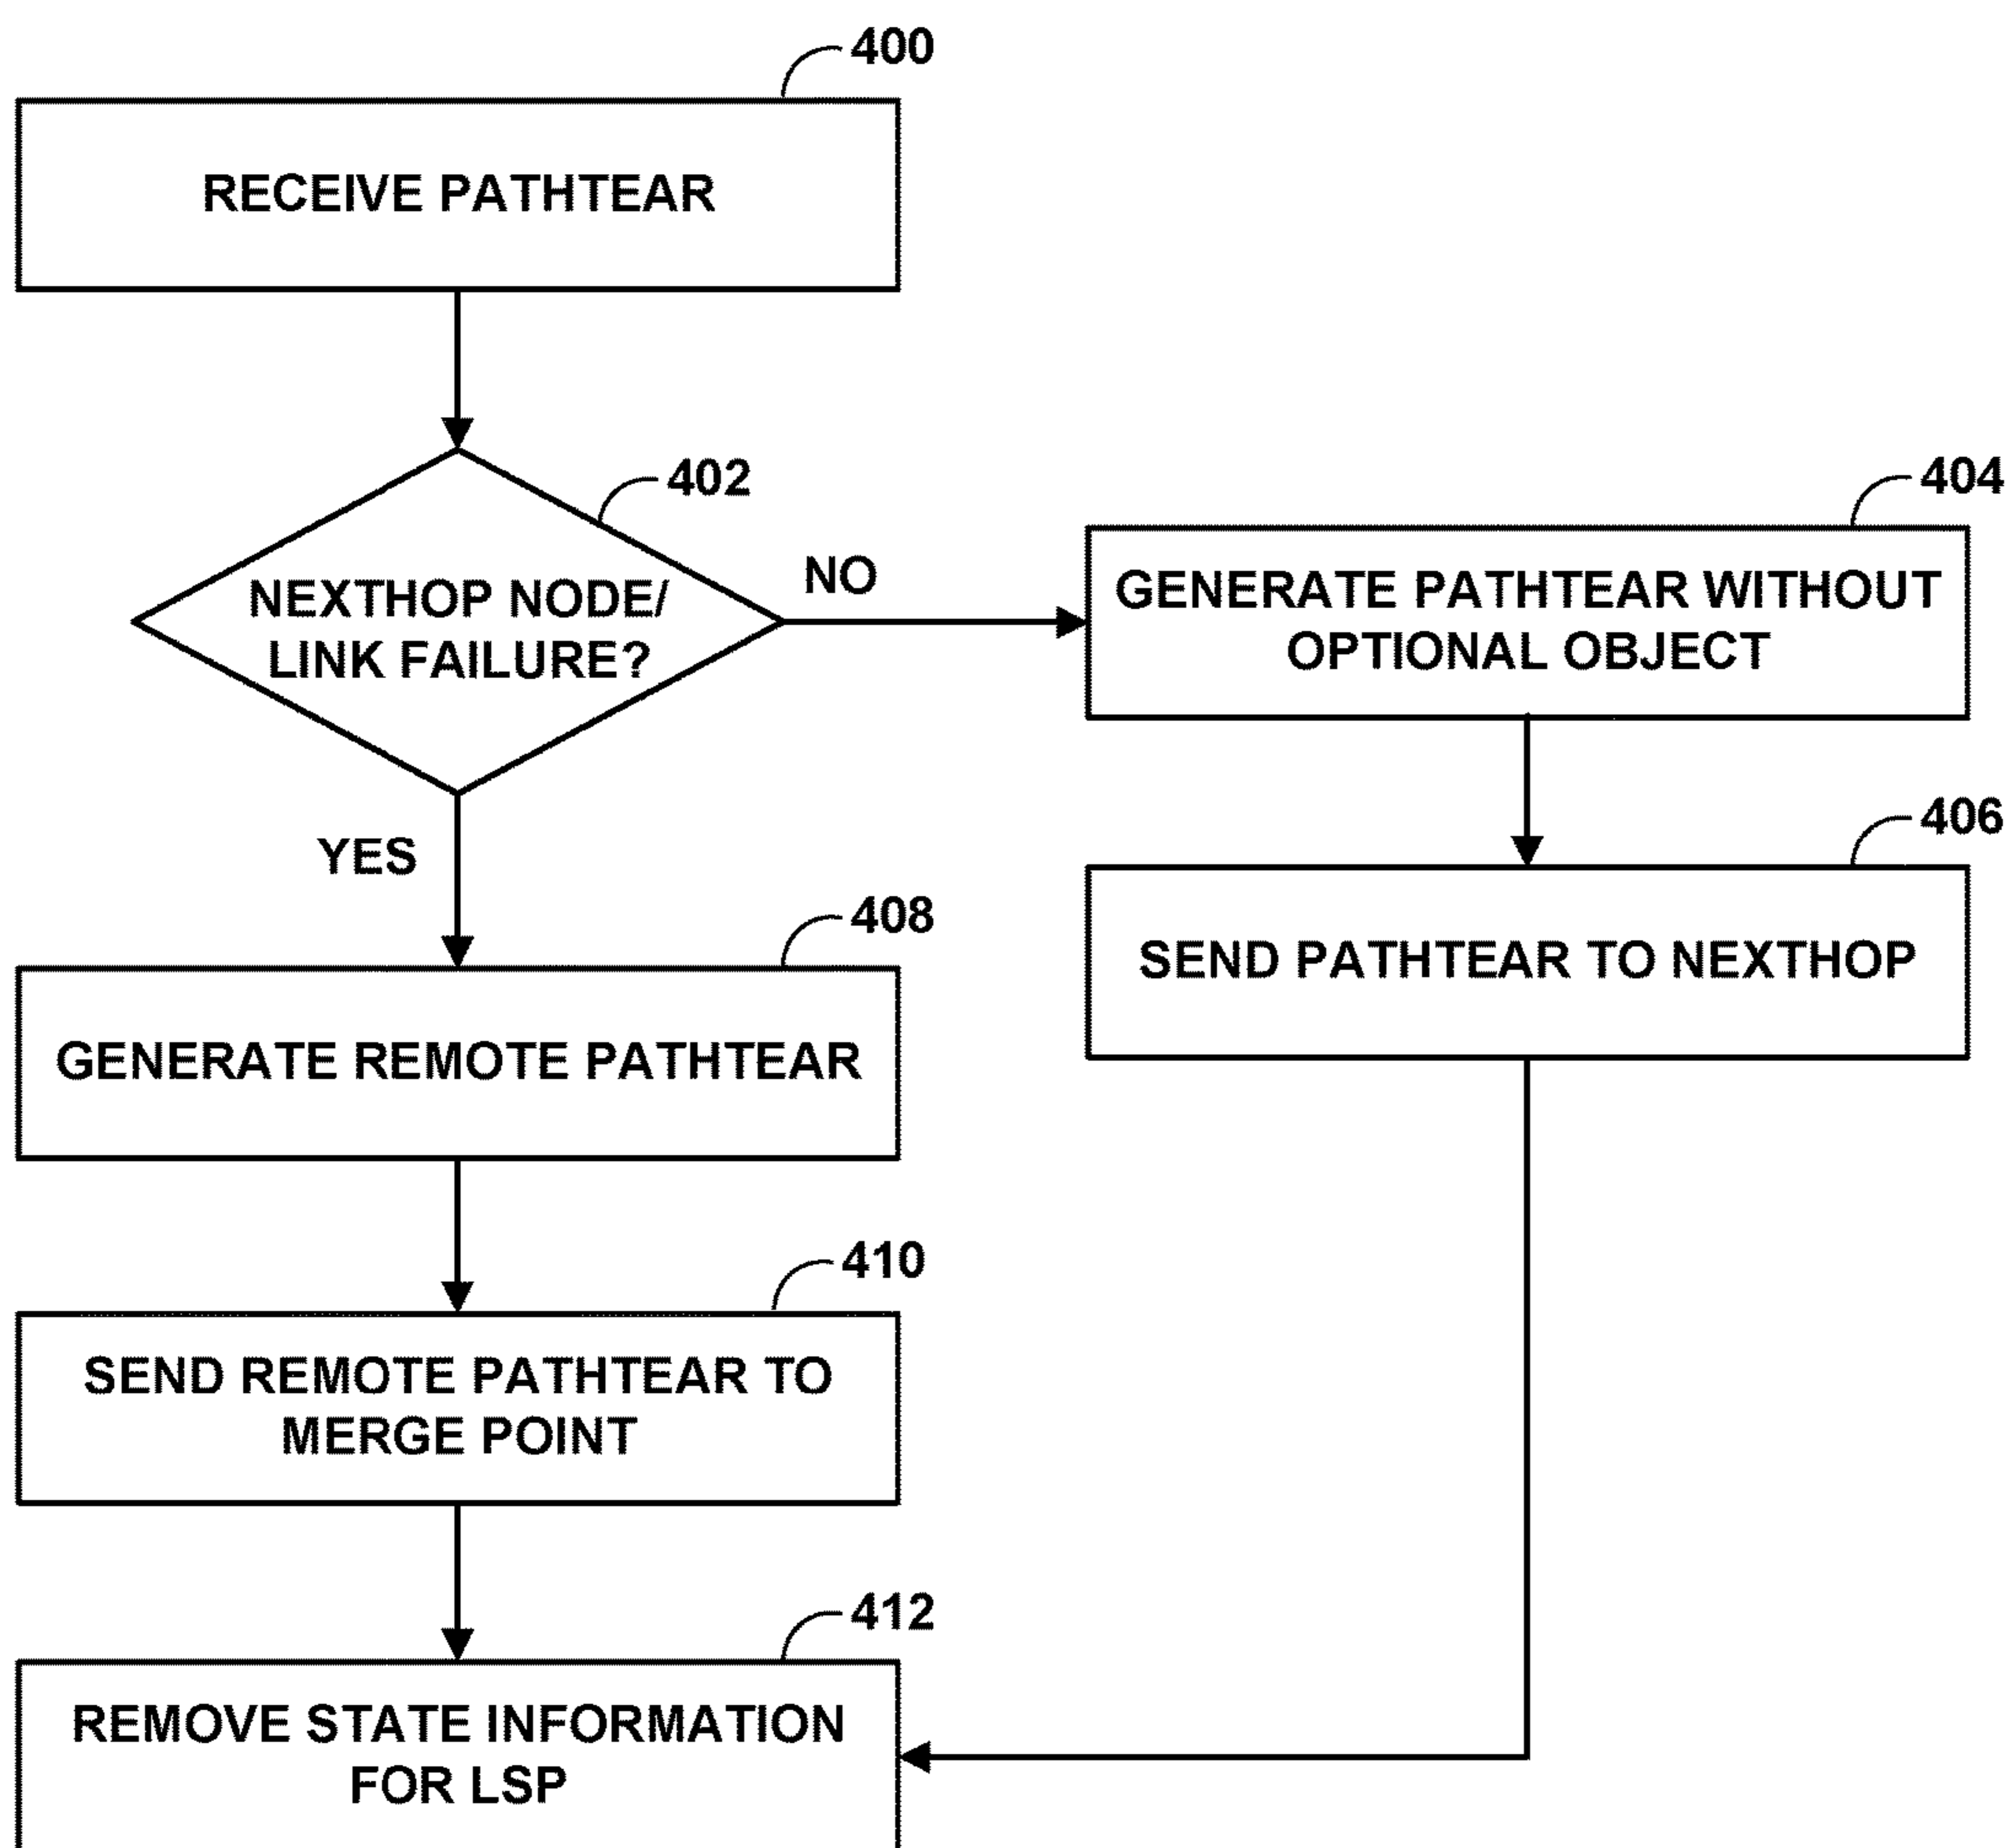 400
RECEIVE PATHTEAR
402
NEXTHOP NODE/
LINK FAILURE?
NO
404
GENERATE PATHTEAR WITHOUT
OPTIONAL OBJECT
406
SEND PATHTEAR TO NEXTHOP
YES
408
GENERATE REMOTE PATHTEAR
410
SEND REMOTE PATHTEAR TO
MERGE POINT
412
REMOVE STATE INFORMATION
FOR LSP